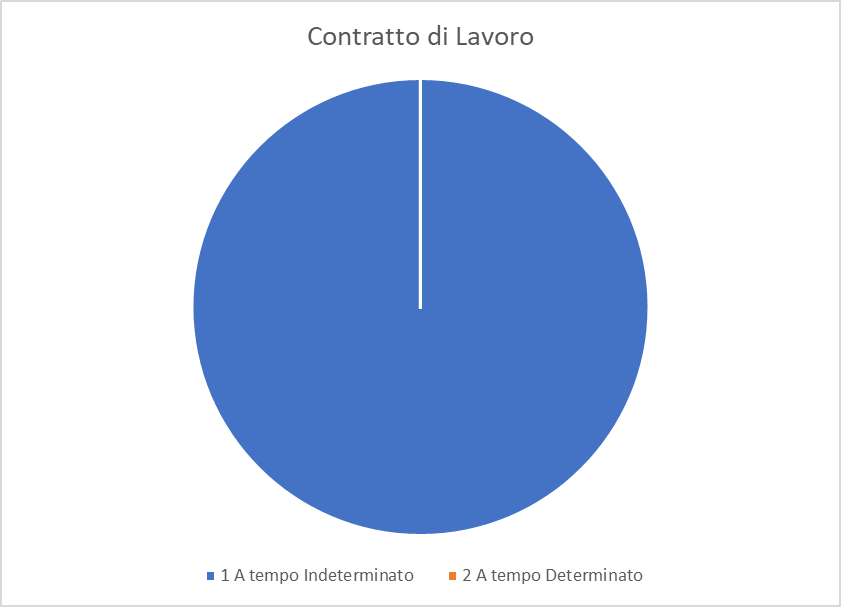 Contratto di Lavoro
1 A tempo Indeterminato
2 A tempo Determinato